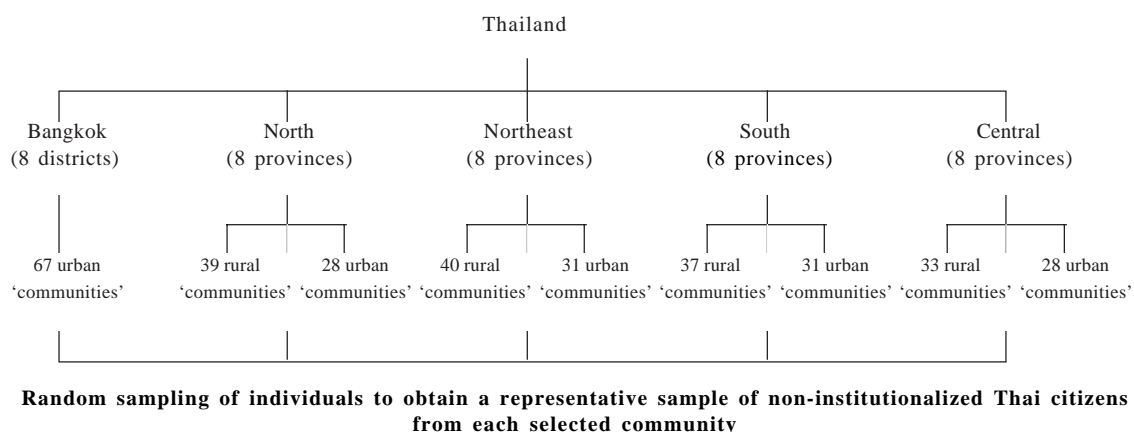 Thailand
Bangkok North Northeast South Central
(8 districts) (8 provinces) (8 provinces) (8 provinces) (8 provinces)
67 urban 39 rural 28 urban 40 rural 31 urban 37 rural 31 urban 33 rural 28 urban
‘communities’ ‘communities’ ‘communities’ ‘communities’ ‘communities’ ‘communities’ ‘communities’ ‘communities’ ‘communities’
Random sampling of individuals to obtain a representative sample of non-institutionalized Thai citizens
from each selected community